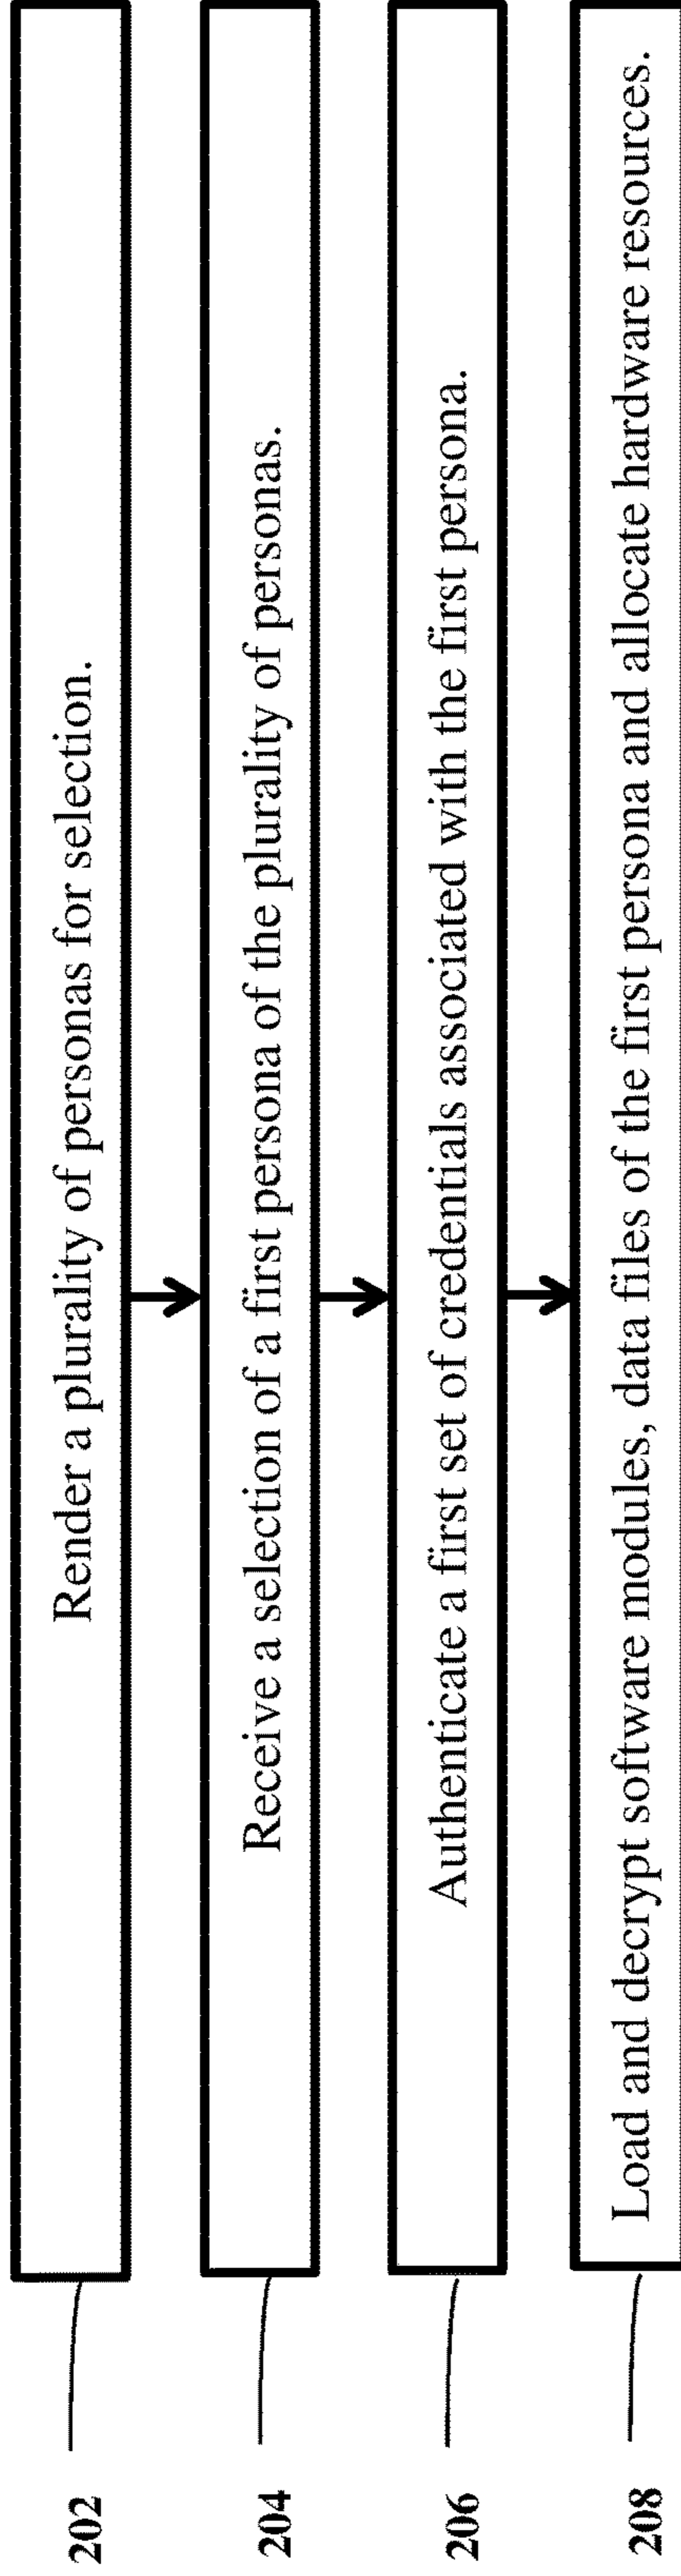 202
Render a plurality of personas for selection.
204
Receive a selection of a first persona of the plurality of personas.
206
Authenticate a first set of credentials associated with the first persona.
208
Load and decrypt software modules, data files of the first persona and allocate hardware resources.